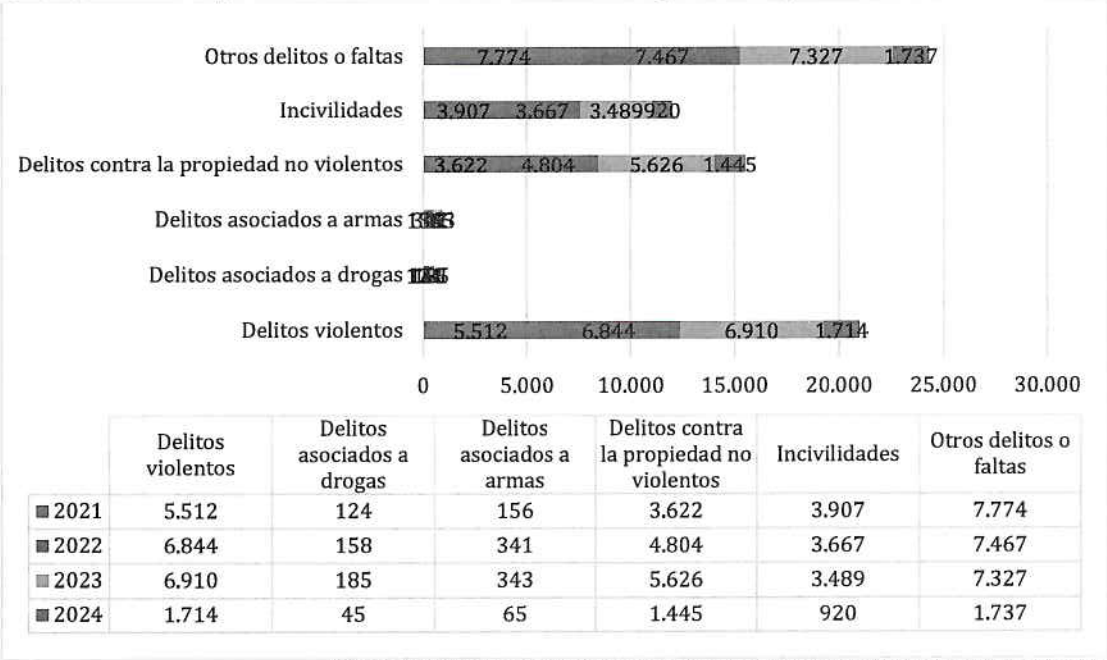 Otros delitos o faltas 7.774 7.467 7.327 1.737
Incivilidades 3.907 3.667 3.489 920
Delitos contra la propiedad no violentos 3.622 4.804 5.626 1.445
Delitos asociados a armas
Delitos asociados a drogas
Delitos violentos 5.512 6.844 6.910 1.714
0 5.000 10.000 15.000 20.000 25.000 30.000
Delitos violentos Delitos asociados a drogas Delitos asociados a armas Delitos contra la propiedad no violentos Incivilidades Otros delitos o faltas
2021 5.512 124 156 3.622 3.907 7.774
2022 6.844 158 341 4.804 3.667 7.467
2023 6.910 185 343 5.626 3.489 7.327
2024 1.714 45 65 1.445 920 1.737